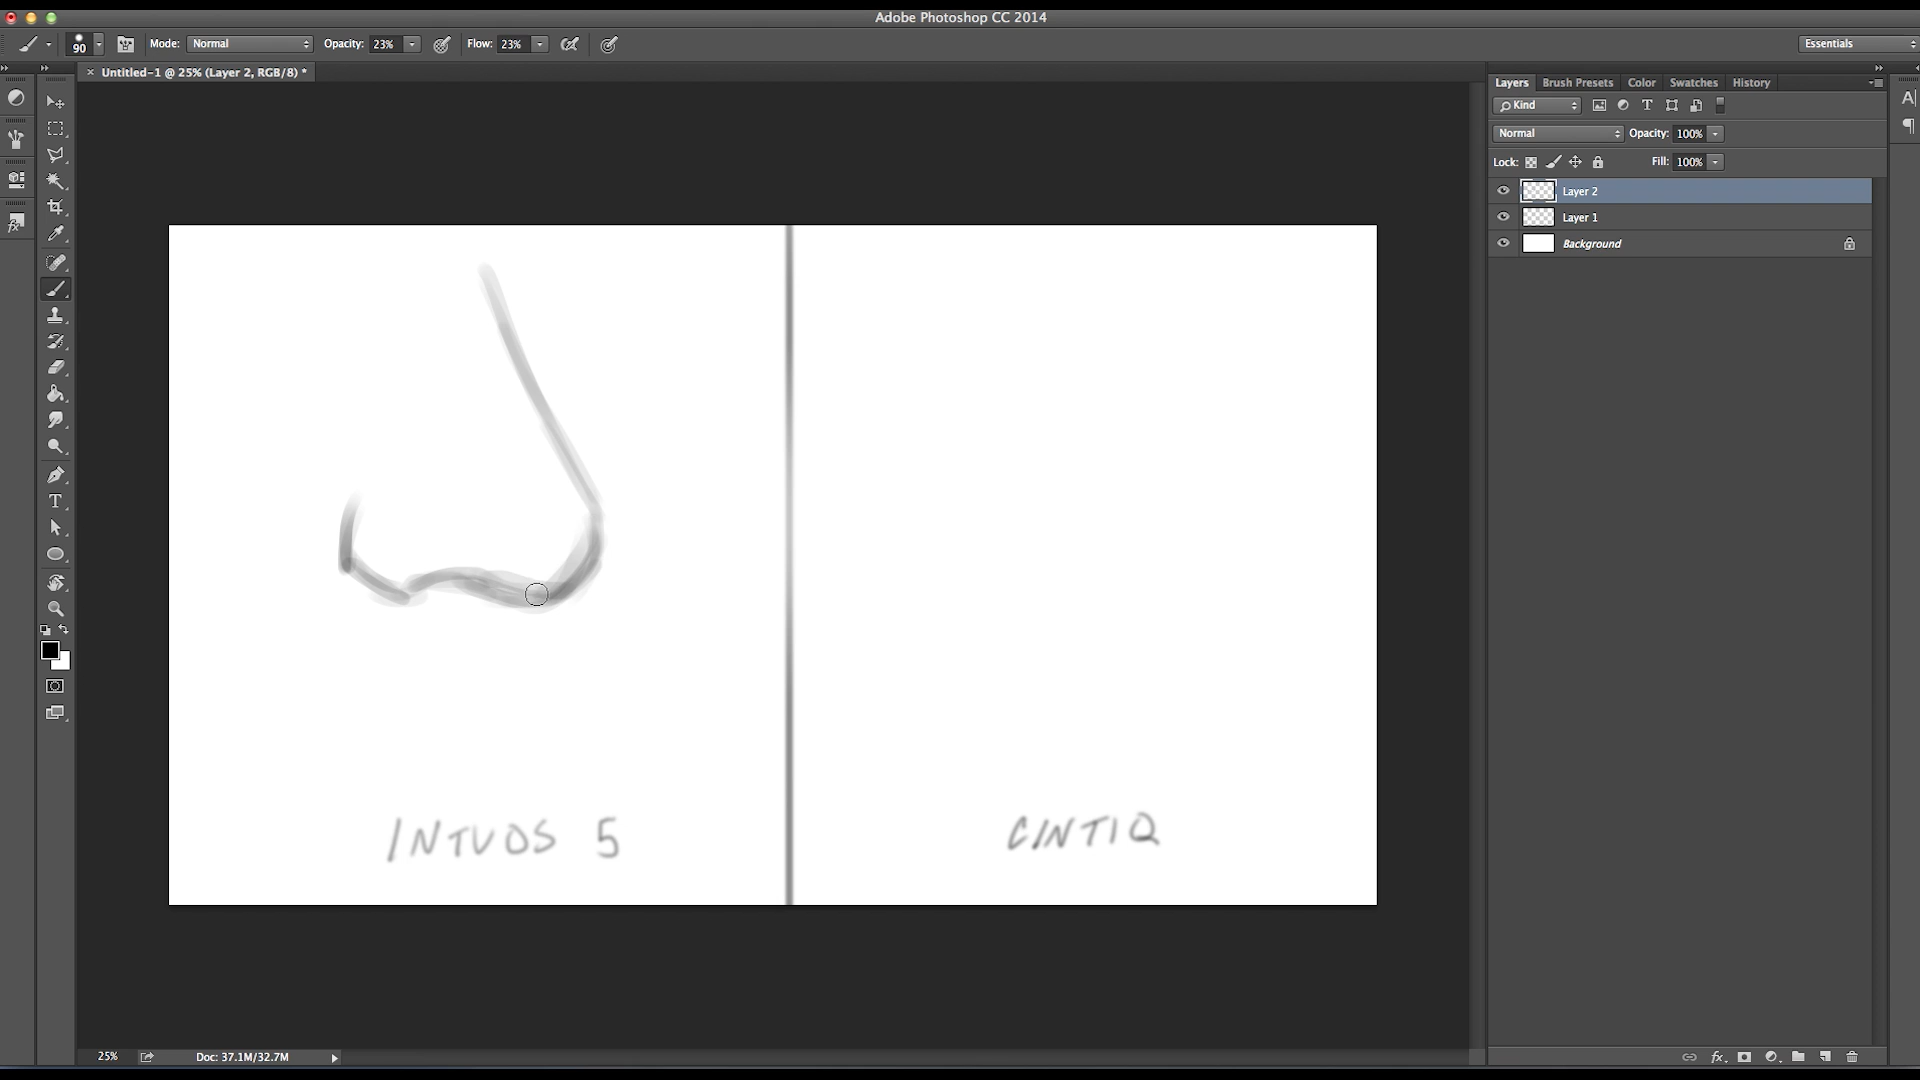 Adobe Photoshop CC 2014
90 Mode: Normal Opacity: 23% Flow: 23% Essentials
Untitled-1 @ 25% (Layer 2, RGB/8) *
Layers Brush Presets Color Swatches History
Kind
Normal Opacity: 100%
Lock: Fill: 100%
Layer 2
Layer 1
Background
INTUOS 5
CINTIQ
25% Doc: 37.1M/32.7M